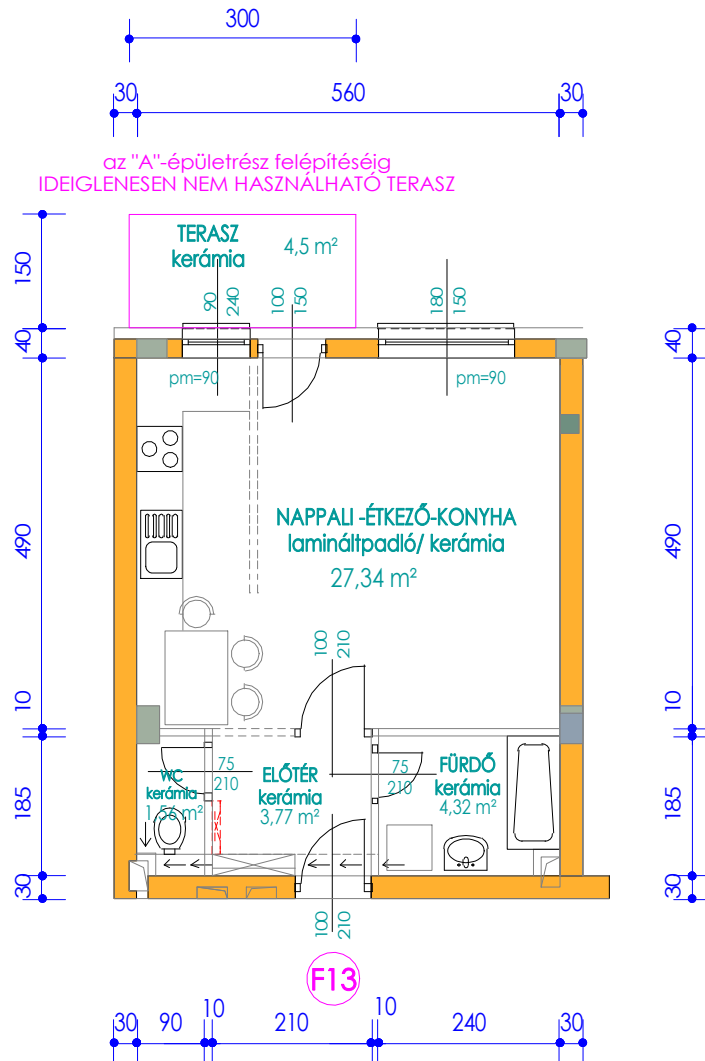 300
30
560
30
az "A"-épületrész felépítéséig
IDEIGLENESEN NEM HASZNÁLHATÓ TERASZ
150
TERASZ
kerámia
4,5 m²
90
240
100
150
180
150
40
40
pm=90
pm=90
490
490
NAPPALI -ÉTKEZŐ-KONYHA
lamináltpadló/ kerámia
27,34 m²
100
210
10
10
WC
kerámia
1,56 m²
75
210
ELŐTÉR
kerámia
3,77 m²
75
210
FÜRDŐ
kerámia
4,32 m²
185
185
30
30
100
210
F13
30
90
10
210
10
240
30